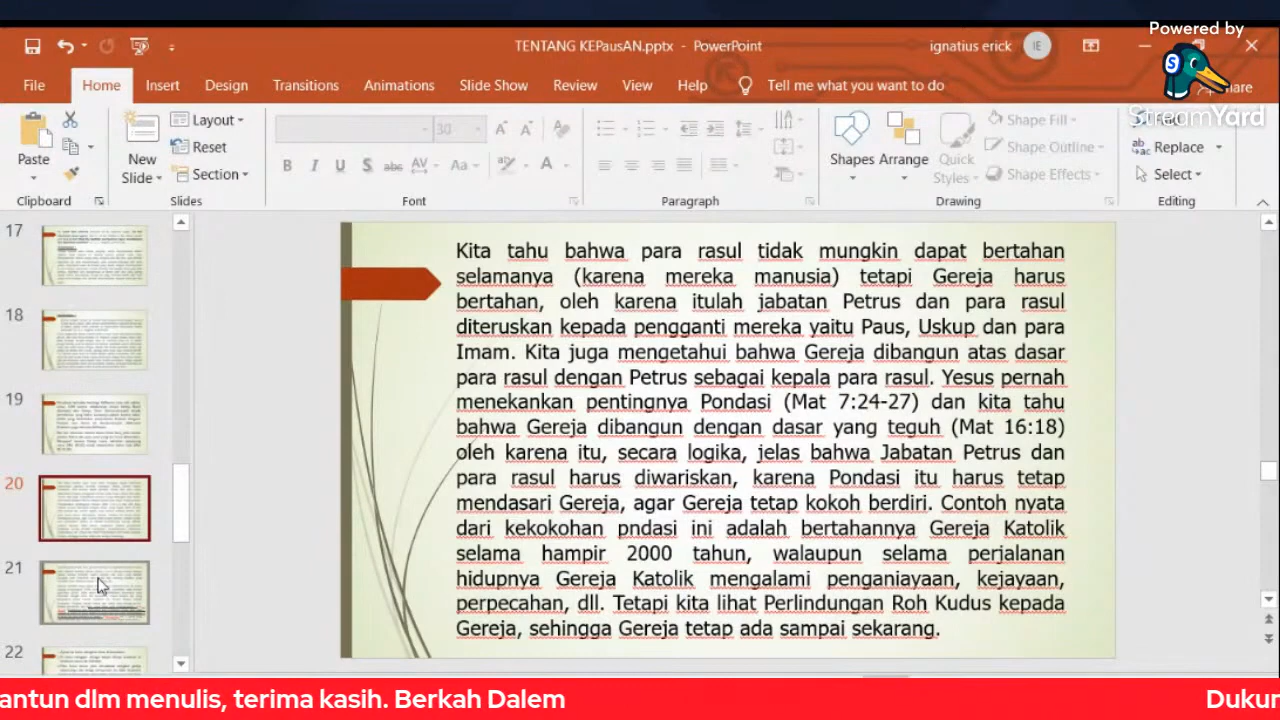 Powered by
StreamYard
TENTANG KEPausAN.pptx - PowerPoint
ignatius erick
IE
File Home Insert Design Transitions Animations Slide Show Review View Help Tell me what you want to do
Paste
Clipboard
New
Slide
Layout
Reset
Section
Slides
30
Font
Paragraph
Shapes
Arrange
Quick
Styles
Shape Fill
Shape Outline
Shape Effects
Drawing
Replace
Select
Editing
17
18
19
20
21
22
Kita tahu bahwa para rasul tidak mungkin dapat bertahan
selamanya (karena mereka manusia) tetapi Gereja harus
bertahan, oleh karena itulah jabatan Petrus dan para rasul
diteruskan kepada pengganti mereka yaitu Paus, Uskup dan para
Imam. Kita juga mengetahui bahwa Gereja dibangun atas dasar
para rasul dengan Petrus sebagai kepala para rasul. Yesus pernah
menekankan pentingnya Pondasi (Mat 7:24-27) dan kita tahu
bahwa Gereja dibangun dengan dasar yang teguh (Mat 16:18)
oleh karena itu, secara logika, jelas bahwa Jabatan Petrus dan
para rasul harus diwariskan, karena Pondasi itu harus tetap
mendasari Gereja, agar Gereja tetap kokoh berdiri. Contoh nyata
dari kekokohan pndasi ini adalah bertahannya Gereja Katolik
selama hampir 2000 tahun, walaupun selama perjalanan
hidupnya Gereja Katolik mengalami penganiayaan, kejayaan,
perpecahan, dll. Tetapi kita lihat Penlindungan Roh Kudus kepada
Gereja, sehingga Gereja tetap ada sampai sekarang.
antun dlm menulis, terima kasih. Berkah Dalem
Dukun